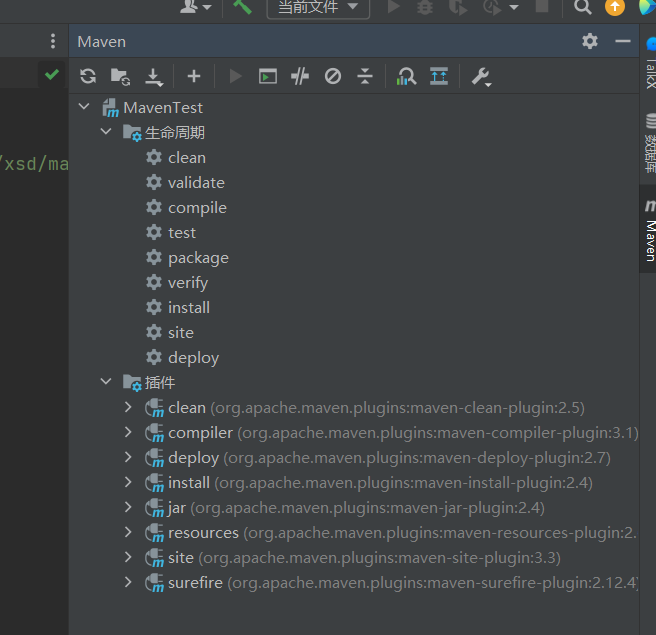 当前文件
Maven
/xsd/ma
MavenTest
生命周期
clean
validate
compile
test
package
verify
install
site
deploy
插件
clean (org.apache.maven.plugins:maven-clean-plugin:2.5)
compiler (org.apache.maven.plugins:maven-compiler-plugin:3.1)
deploy (org.apache.maven.plugins:maven-deploy-plugin:2.7)
install (org.apache.maven.plugins:maven-install-plugin:2.4)
jar (org.apache.maven.plugins:maven-jar-plugin:2.4)
resources (org.apache.maven.plugins:maven-resources-plugin:2.
site (org.apache.maven.plugins:maven-site-plugin:3.3)
surefire (org.apache.maven.plugins:maven-surefire-plugin:2.12.4)
TalkX
数据库
Maven